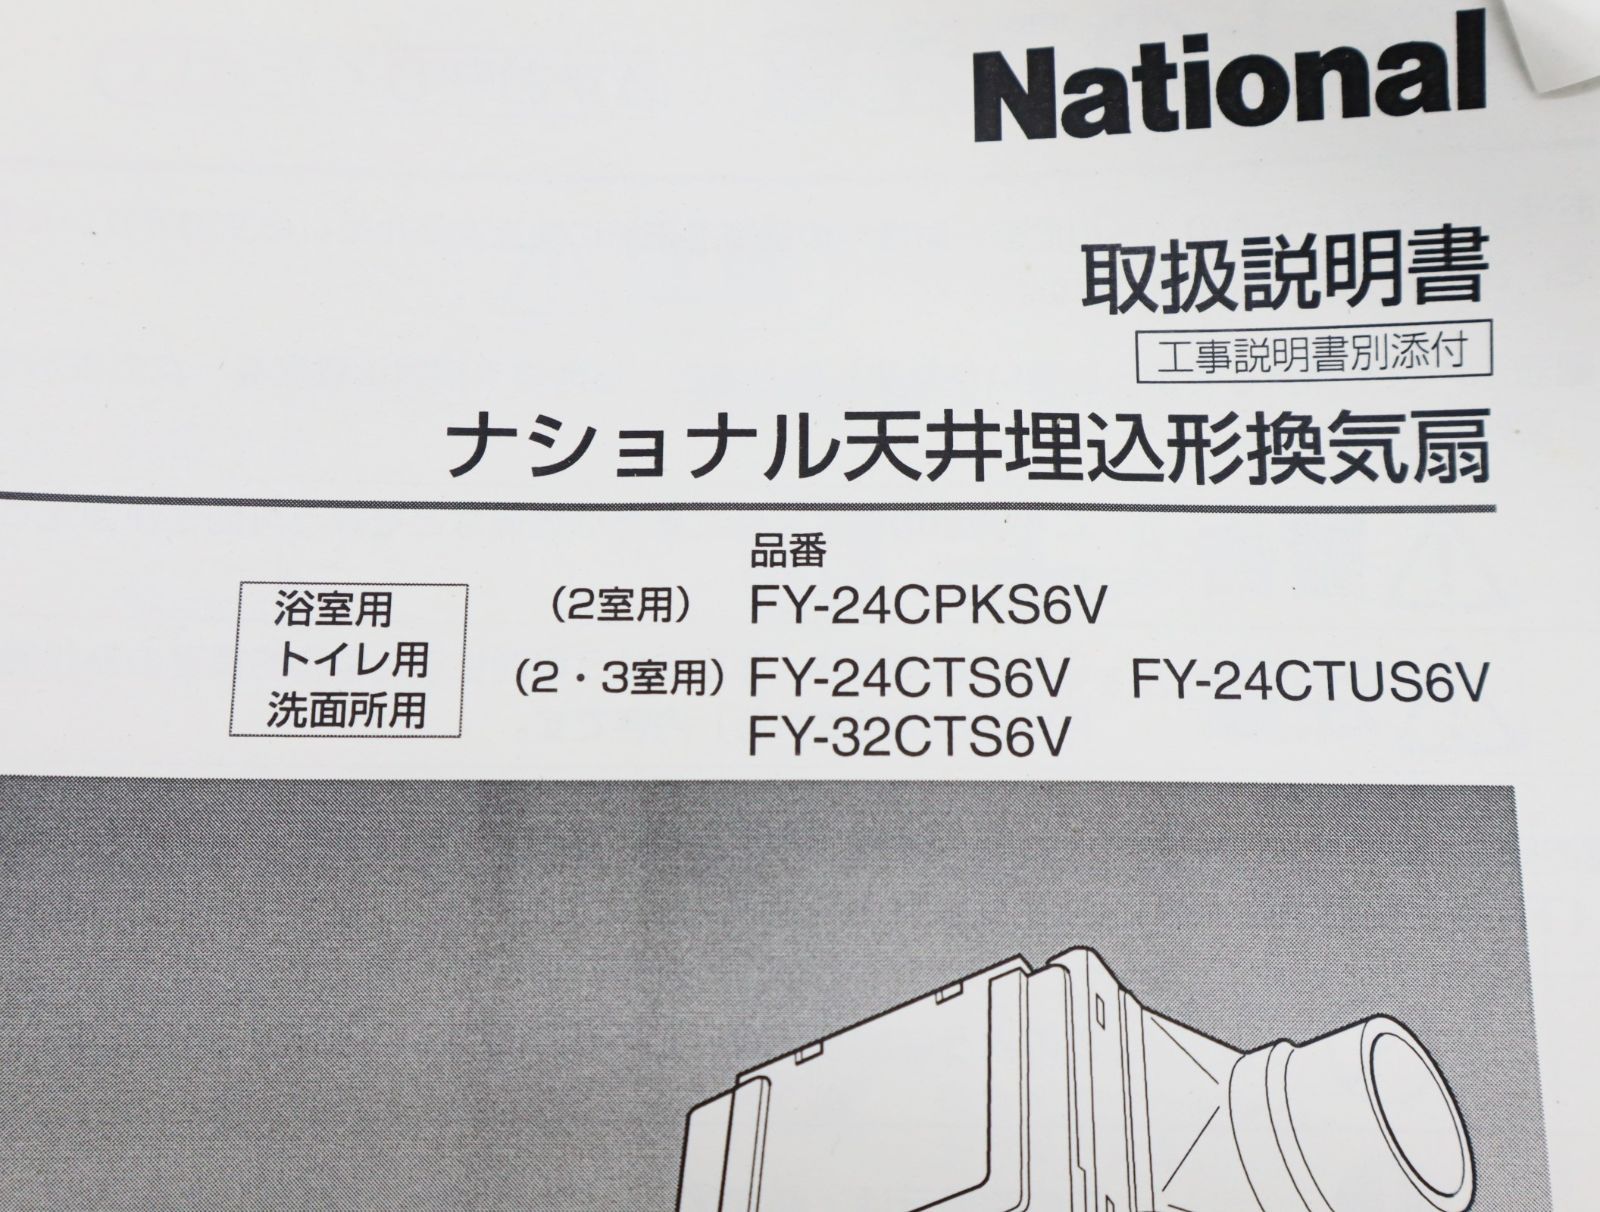 National
取扱説明書
工事説明書別添付
ナショナル天井埋込形換気扇
品番
浴室用 (2室用) FY-24CPKS6V
トイレ用 (2・3室用) FY-24CTS6V FY-24CTUS6V
洗面所用 FY-32CTS6V